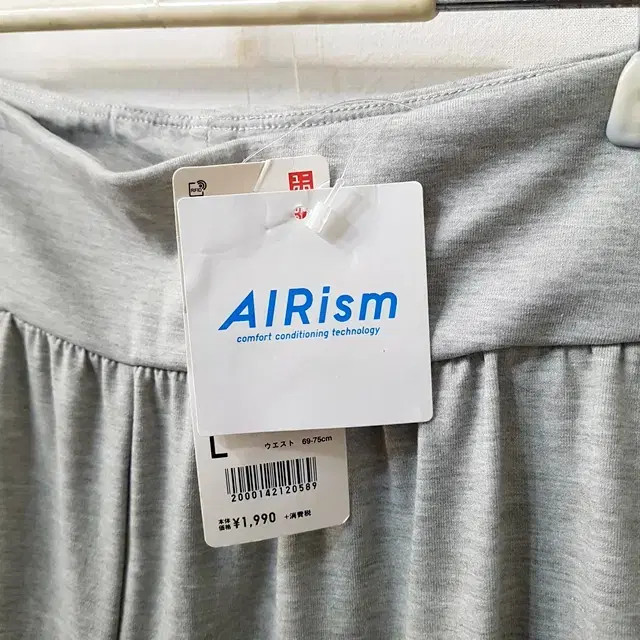 RFID
AIRism
comfort conditioning technology
L
ウエスト 69-75cm
2000142120589
本体価格 ¥1,990 +消費税